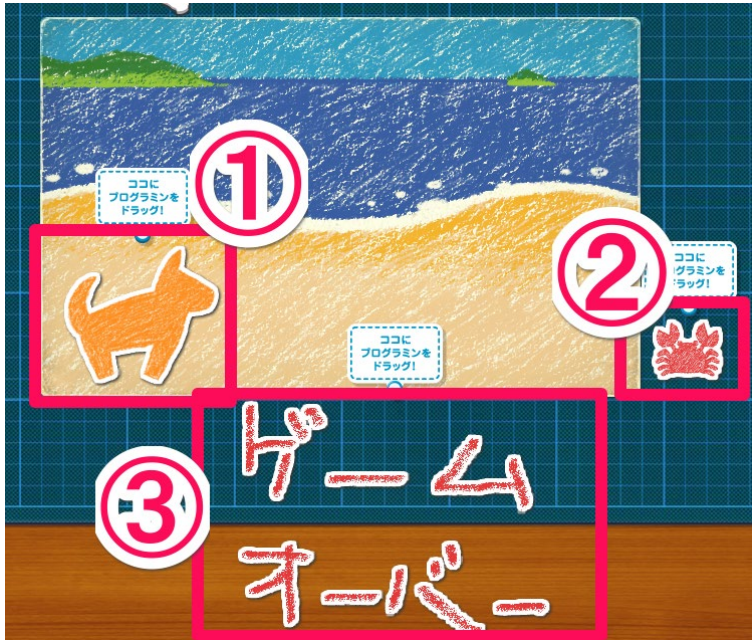 ①
ココに
プログラミンを
ドラッグ!
②
ココに
ログラミンを
ラッグ!
ココに
プログラミンを
ドラッグ!
③
ゲーム
オーバー